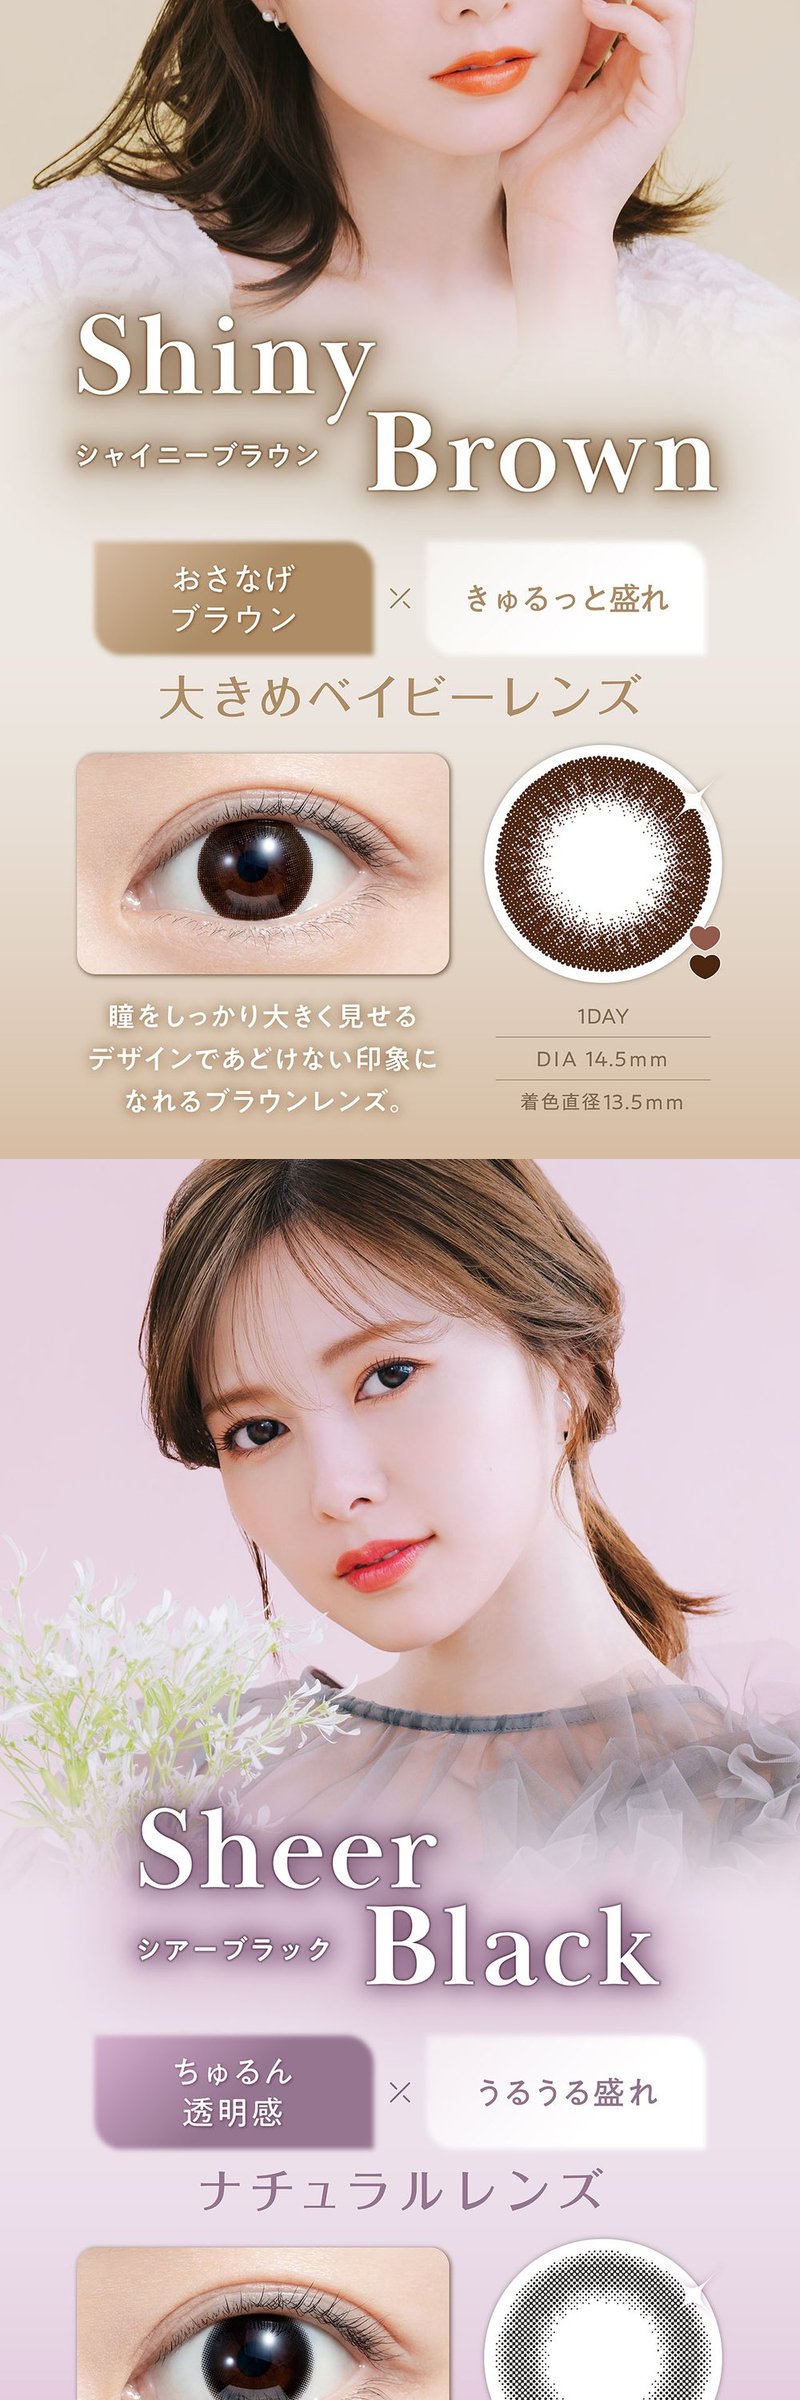 Shiny
シャイニーブラウン
Brown
おさなげ
ブラウン
×
きゅるっと盛れ
大きめベイビーレンズ
瞳をしっかり大きく見せる
デザインであどけない印象に
なれるブラウンレンズ。
1DAY
DIA 14.5mm
着色直径13.5mm
Sheer
シアーブラック
Black
ちゅるん
透明感
×
うるうる盛れ
ナチュラルレンズ